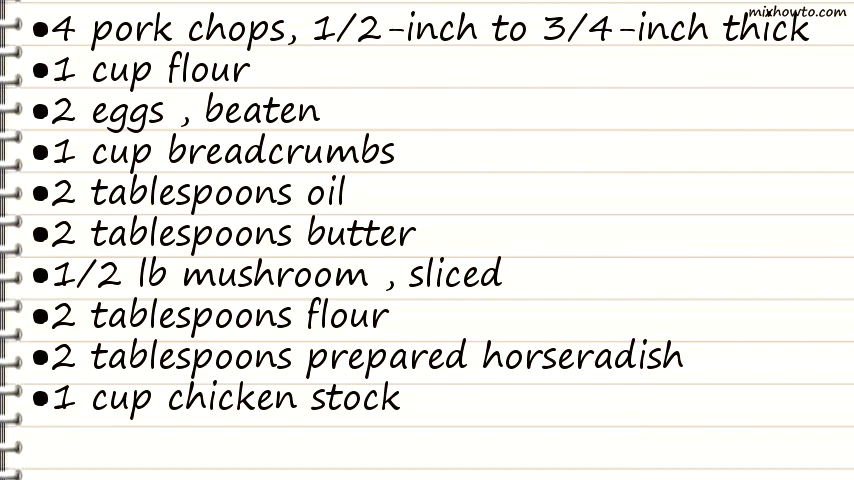 mixhowto.com
•4 pork chops, 1/2-inch to 3/4-inch thick
•1 cup flour
•2 eggs , beaten
•1 cup breadcrumbs
•2 tablespoons oil
•2 tablespoons butter
•1/2 lb mushroom , sliced
•2 tablespoons flour
•2 tablespoons prepared horseradish
•1 cup chicken stock